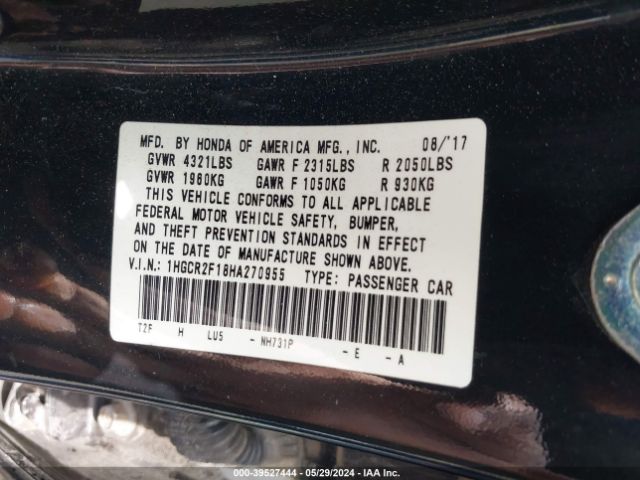 MFD. BY HONDA OF AMERICA MFG., INC. 08/'17
GVWR 4321LBS GAWR F 2315LBS R 2050LBS
GVWR 1960KG GAWR F 1050KG R 930KG
THIS VEHICLE CONFORMS TO ALL APPLICABLE
FEDERAL MOTOR VEHICLE SAFETY, BUMPER,
AND THEFT PREVENTION STANDARDS IN EFFECT
ON THE DATE OF MANUFACTURE SHOWN ABOVE.
V.I.N.: 1HGCR2F18HA270955 TYPE: PASSENGER CAR
T2F H LU5 - NH731P - E - A
000-39527444 - 05/29/2024 - IAA Inc.